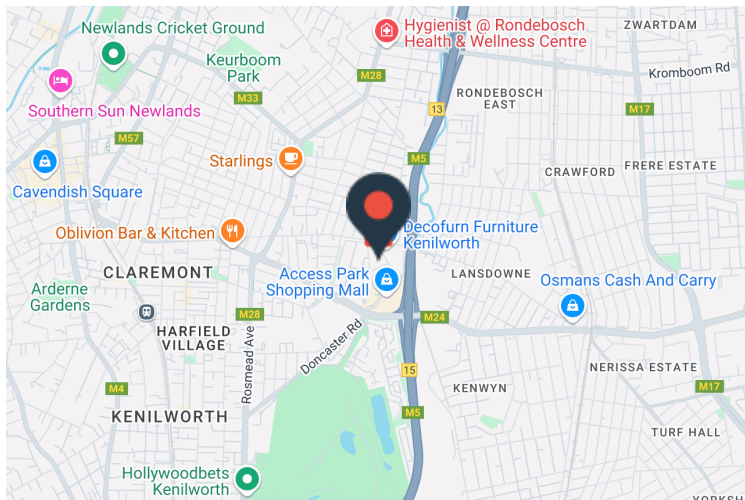 Newlands Cricket Ground
Hygienist @ Rondebosch
Health & Wellness Centre
ZWARTDAM
Keurboom
Park
M28
Kromboom Rd
Southern Sun Newlands
M33
13
RONDEBOSCH
EAST
M17
M57
Starlings
M5
CRAWFORD
FRERE ESTATE
Cavendish Square
Oblivion Bar & Kitchen
Decofurn Furniture
Kenilworth
CLAREMONT
Access Park
Shopping Mall
LANSDOWNE
Osmans Cash And Carry
Arderne
Gardens
M28
M24
HARFIELD
VILLAGE
Rosmead Ave
Doncaster Rd
15
NERISSA ESTATE
M4
KENWYN
M17
KENILWORTH
M5
TURF HALL
Hollywoodbets
Kenilworth